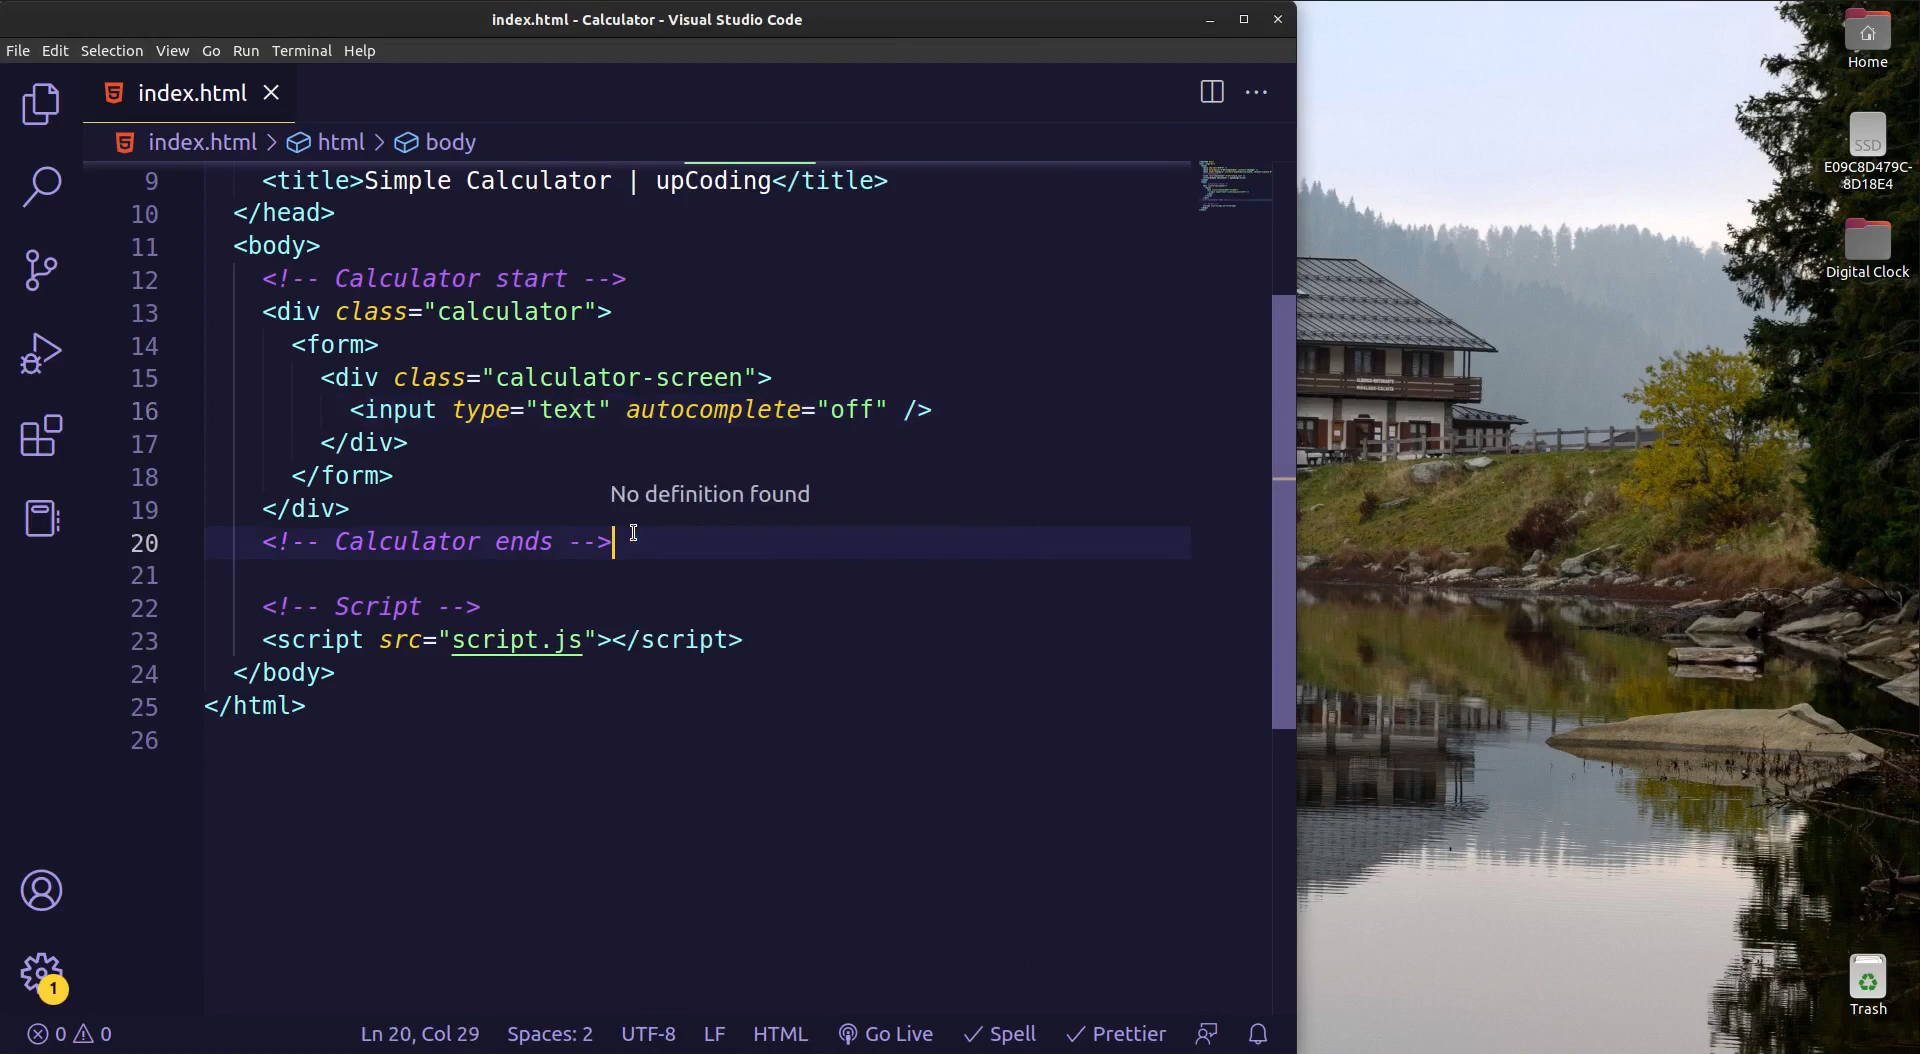 index.html - Calculator - Visual Studio Code
File Edit Selection View Go Run Terminal Help
index.html
index.html > html > body
9 <title>Simple Calculator | upCoding</title>
10 </head>
11 <body>
12 <!-- Calculator start -->
13 <div class="calculator">
14 <form>
15 <div class="calculator-screen">
16 <input type="text" autocomplete="off" />
17 </div>
18 </form>
No definition found
19 </div>
20 <!-- Calculator ends -->
21
22 <!-- Script -->
23 <script src="script.js"></script>
24 </body>
25 </html>
26
1
0 0 Ln 20, Col 29 Spaces: 2 UTF-8 LF HTML Go Live Spell Prettier
Home
SSD
E09C8D479C-
8D18E4
Digital Clock
Trash